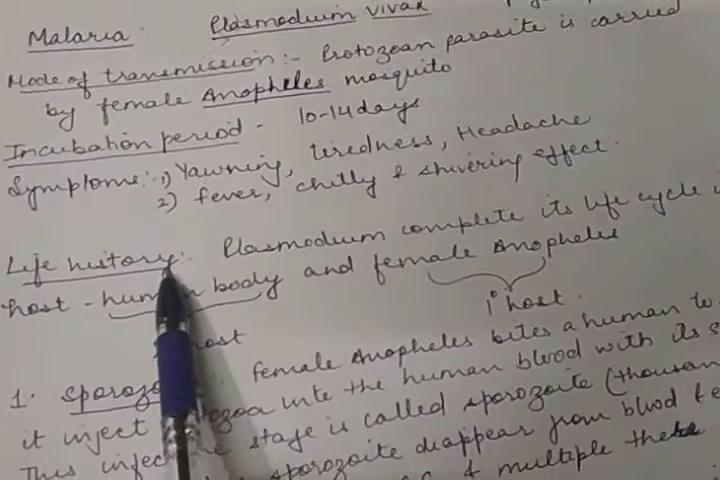 Malaria: Plasmodium vivax
Mode of transmission :- Protozoan parasite is carried
by female Anopheles mosquito
Incubation period - 10-14 days
Symptoms:- 1) Yawning, tiredness, Headache
2) fever, chilly & shivering effect.
Life history:- Plasmodium complete its life cycle
host - human body and female Anopheles
host 1° host.
1. female Anopheles bites a human to
it inject into the human blood with its
This stage is called sporozoite (thousan
sporozoite disappear from blood
& multiple